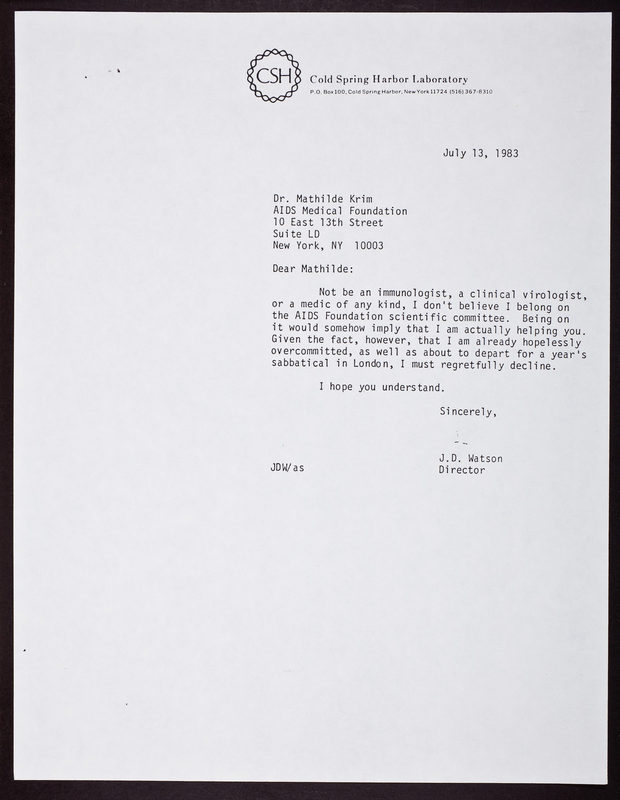 CSH
Cold Spring Harbor Laboratory
P.O. Box 100, Cold Spring Harbor, New York 11724 (516) 367-8310
July 13, 1983
Dr. Mathilde Krim
AIDS Medical Foundation
10 East 13th Street
Suite LD
New York, NY 10003
Dear Mathilde:
Not be an immunologist, a clinical virologist,
or a medic of any kind, I don't believe I belong on
the AIDS Foundation scientific committee. Being on
it would somehow imply that I am actually helping you.
Given the fact, however, that I am already hopelessly
overcommitted, as well as about to depart for a year's
sabbatical in London, I must regretfully decline.
I hope you understand.
Sincerely,
J.D. Watson
JDW/as
Director